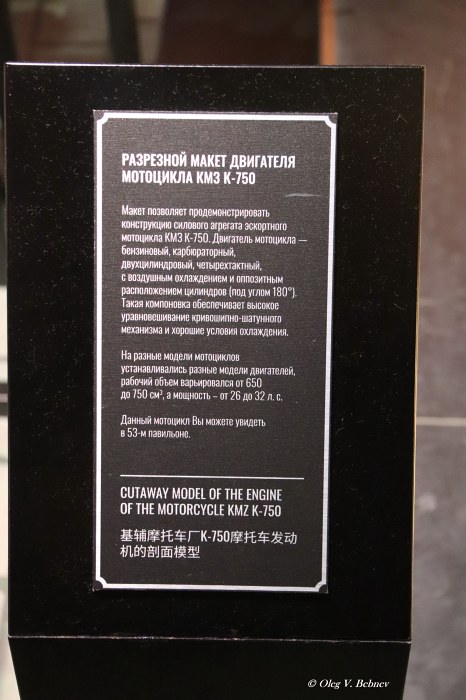 РАЗРЕЗНОЙ МАКЕТ ДВИГАТЕЛЯ
МОТОЦИКЛА КМЗ К-750
Макет позволяет продемонстрировать
конструкцию силового агрегата эскортного
мотоцикла КМЗ К-750. Двигатель мотоцикла —
бензиновый, карбюраторный,
двухцилиндровый, четырехтактный,
с воздушным охлаждением и оппозитным
расположением цилиндров (под углом 180°).
Такая компоновка обеспечивает высокое
уравновешивание кривошипно-шатунного
механизма и хорошие условия охлаждения.
На разные модели мотоциклов
устанавливались разные модели двигателей,
рабочий объем варьировался от 650
до 750 см³, а мощность – от 26 до 32 л. с.
Данный мотоцикл Вы можете увидеть
в 53-м павильоне.
CUTAWAY MODEL OF THE ENGINE
OF THE MOTORCYCLE KMZ K-750
基辅摩托车厂K-750摩托车发动
机的剖面模型
© Oleg V. Behnev